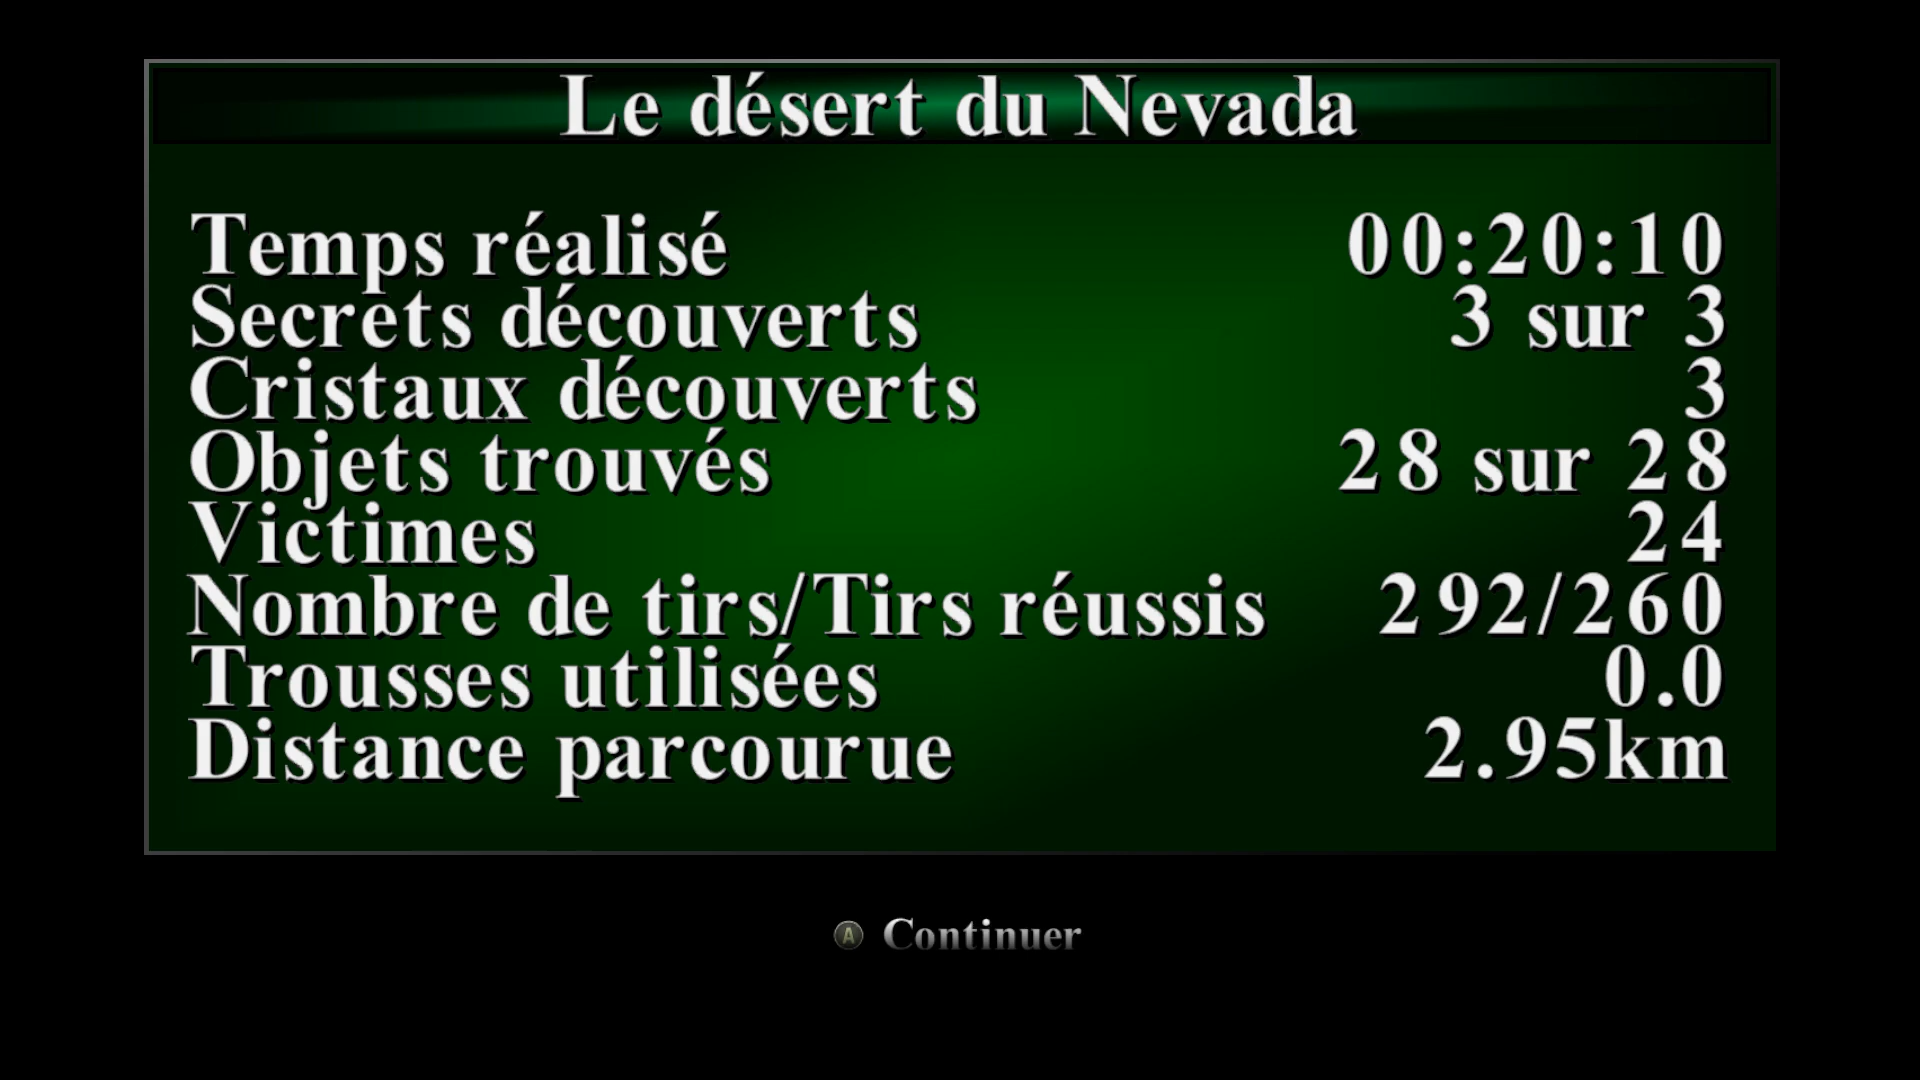 Le désert du Nevada
Temps réalisé 00:20:10
Secrets découverts 3 sur 3
Cristaux découverts 3
Objets trouvés 28 sur 28
Victimes 24
Nombre de tirs/Tirs réussis 292/260
Trousses utilisées 0.0
Distance parcourue 2.95km
A Continuer